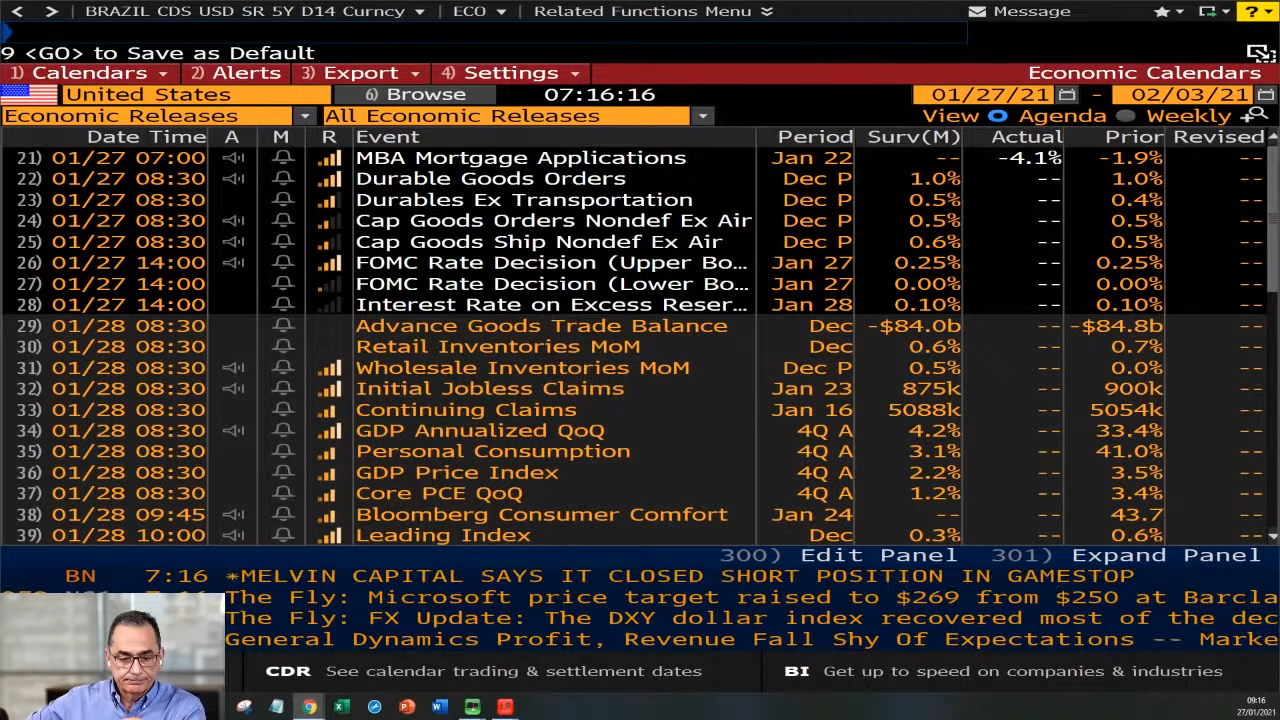 BRAZIL CDS USD SR 5Y D14 Curncy ECO Related Functions Menu Message ?
9 <GO> to Save as Default
1) Calendars 2) Alerts 3) Export 4) Settings Economic Calendars
United States 6) Browse 07:16:16 01/27/21 - 02/03/21
Economic Releases All Economic Releases View Agenda Weekly
Date Time A M R Event Period Surv(M) Actual Prior Revised
21) 01/27 07:00 MBA Mortgage Applications Jan 22 -- -4.1% -1.9% --
22) 01/27 08:30 Durable Goods Orders Dec P 1.0% -- 1.0% --
23) 01/27 08:30 Durables Ex Transportation Dec P 0.5% -- 0.4% --
24) 01/27 08:30 Cap Goods Orders Nondef Ex Air Dec P 0.5% -- 0.5% --
25) 01/27 08:30 Cap Goods Ship Nondef Ex Air Dec P 0.6% -- 0.5% --
26) 01/27 14:00 FOMC Rate Decision (Upper Bo... Jan 27 0.25% -- 0.25% --
27) 01/27 14:00 FOMC Rate Decision (Lower Bo... Jan 27 0.00% -- 0.00% --
28) 01/27 14:00 Interest Rate on Excess Reser... Jan 28 0.10% -- 0.10% --
29) 01/28 08:30 Advance Goods Trade Balance Dec -$84.0b -- -$84.8b --
30) 01/28 08:30 Retail Inventories MoM Dec 0.6% -- 0.7% --
31) 01/28 08:30 Wholesale Inventories MoM Dec P 0.5% -- 0.0% --
32) 01/28 08:30 Initial Jobless Claims Jan 23 875k -- 900k --
33) 01/28 08:30 Continuing Claims Jan 16 5088k -- 5054k --
34) 01/28 08:30 GDP Annualized QoQ 4Q A 4.2% -- 33.4% --
35) 01/28 08:30 Personal Consumption 4Q A 3.1% -- 41.0% --
36) 01/28 08:30 GDP Price Index 4Q A 2.2% -- 3.5% --
37) 01/28 08:30 Core PCE QoQ 4Q A 1.2% -- 3.4% --
38) 01/28 09:45 Bloomberg Consumer Comfort Jan 24 -- -- 43.7 --
39) 01/28 10:00 Leading Index Dec 0.3% -- 0.6% --
300) Edit Panel 301) Expand Panel
BN 7:16 *MELVIN CAPITAL SAYS IT CLOSED SHORT POSITION IN GAMESTOP
The Fly: Microsoft price target raised to $269 from $250 at Barcla
The Fly: FX Update: The DXY dollar index recovered most of the dec
General Dynamics Profit, Revenue Fall Shy Of Expectations -- Marke
CDR See calendar trading & settlement dates BI Get up to speed on companies & industries
09:16
27/01/2021